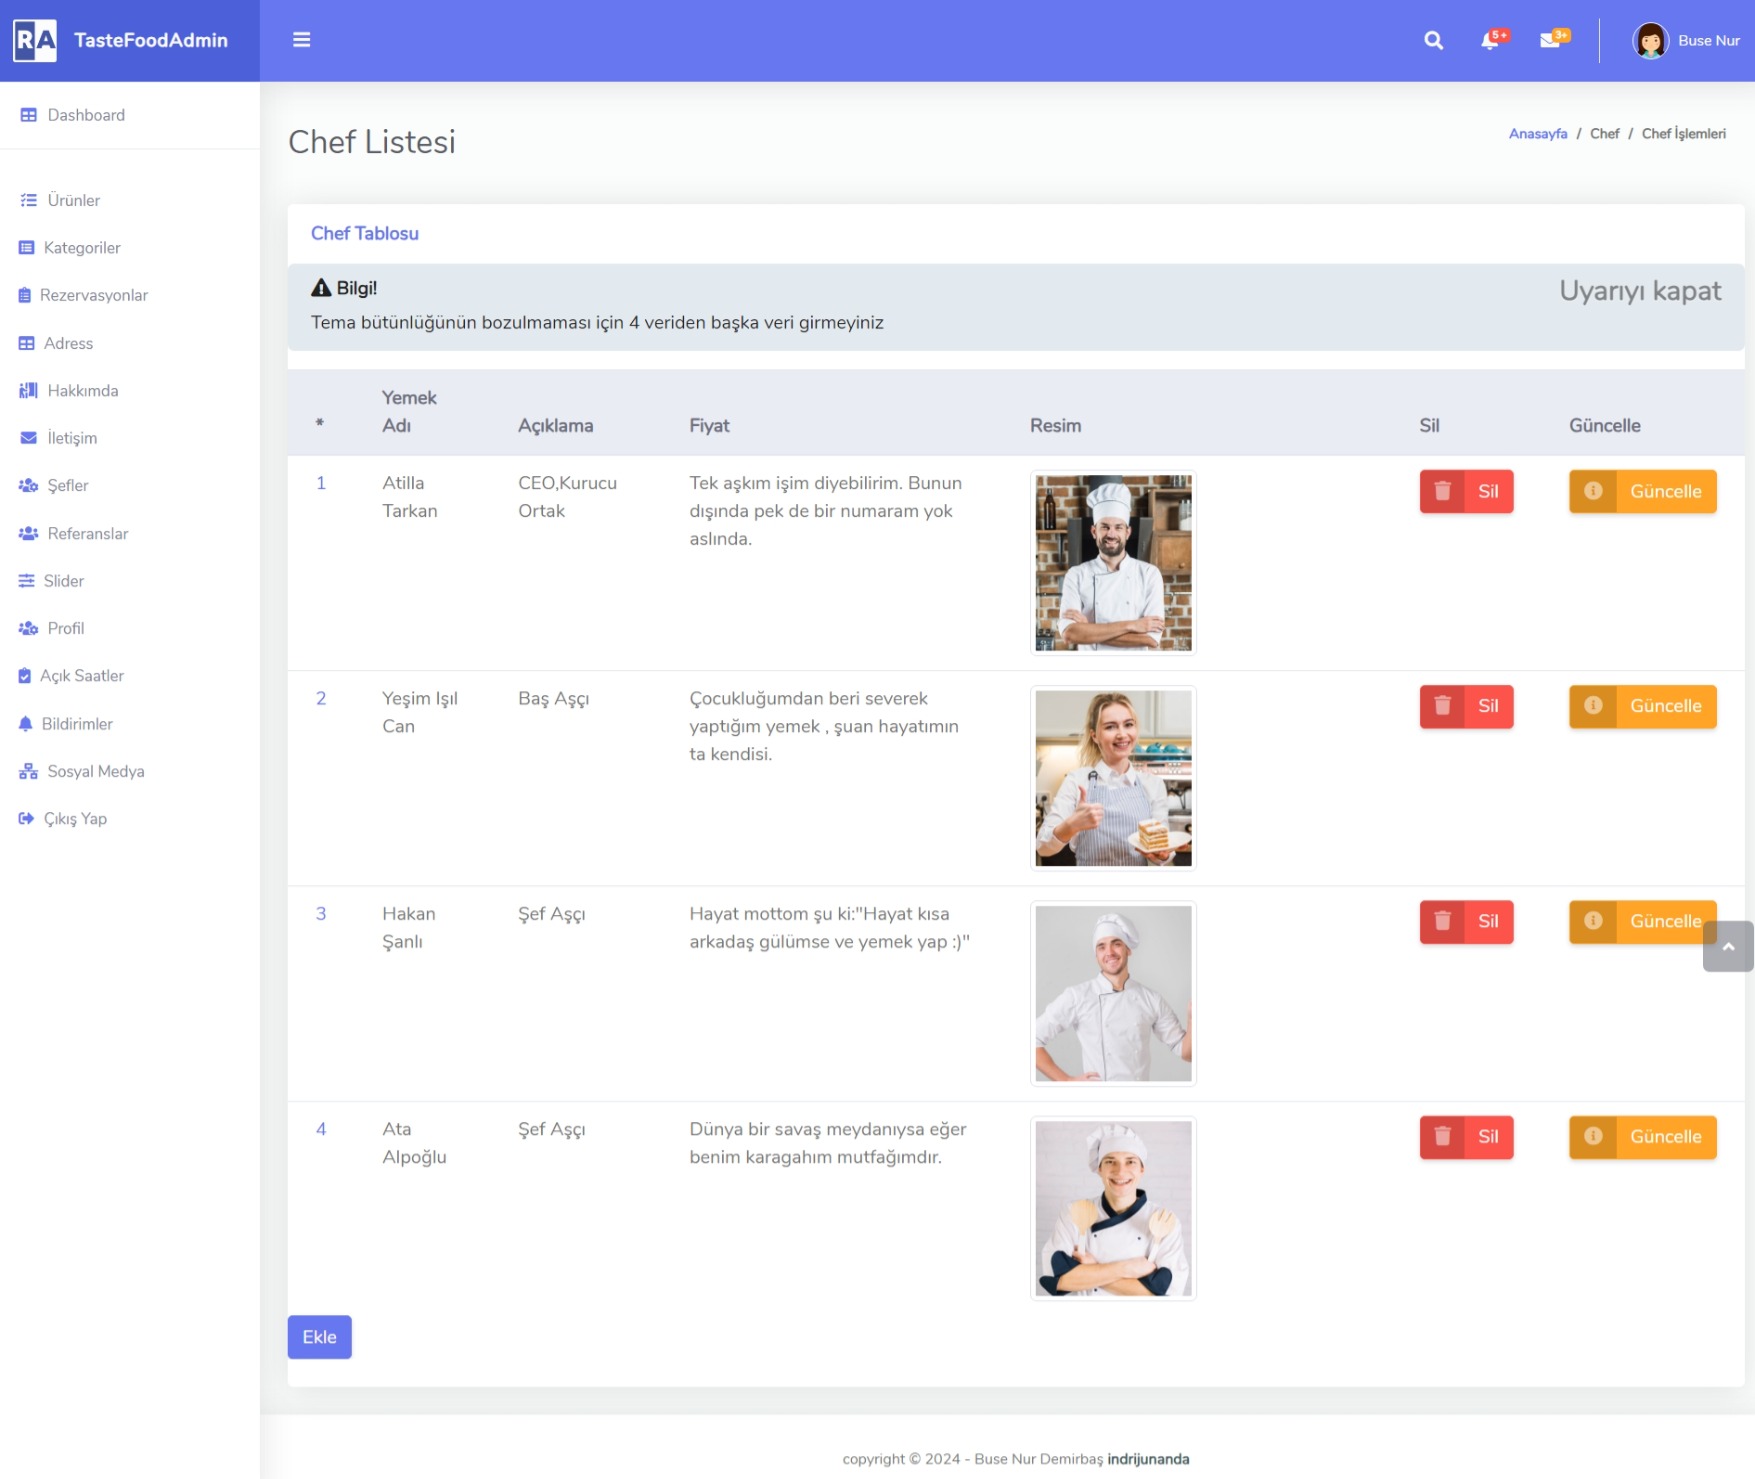 RA TasteFoodAdmin
5+
3+
Buse Nur
Dashboard
Ürünler
Kategoriler
Rezervasyonlar
Adress
Hakkımda
İletişim
Şefler
Referanslar
Slider
Profil
Açık Saatler
Bildirimler
Sosyal Medya
Çıkış Yap
Chef Listesi
Anasayfa / Chef / Chef İşlemleri
Chef Tablosu
Bilgi!
Uyarıyı kapat
Tema bütünlüğünün bozulmaması için 4 veriden başka veri girmeyiniz
*
Yemek
Adı
Açıklama
Fiyat
Resim
Sil
Güncelle
1
Atilla
Tarkan
CEO,Kurucu
Ortak
Tek aşkım işim diyebilirim. Bunun
dışında pek de bir numaram yok
aslında.
Sil
Güncelle
2
Yeşim Işıl
Can
Baş Aşçı
Çocukluğumdan beri severek
yaptığım yemek , şuan hayatımın
ta kendisi.
Sil
Güncelle
3
Hakan
Şanlı
Şef Aşçı
Hayat mottom şu ki:"Hayat kısa
arkadaş gülümse ve yemek yap :)"
Sil
Güncelle
4
Ata
Alpoğlu
Şef Aşçı
Dünya bir savaş meydanıysa eğer
benim karagahım mutfağımdır.
Sil
Güncelle
Ekle
copyright © 2024 - Buse Nur Demirbaş indrijunanda